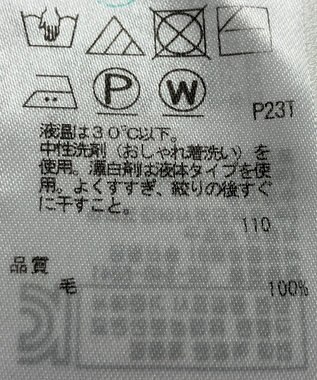 P W
P23T
液温は30℃以下。
中性洗剤（おしゃれ着洗い）を
使用。漂白剤は液体タイプを使
用。よくすすぎ、絞りの後すぐ
に干すこと。
110
品質
毛 100%